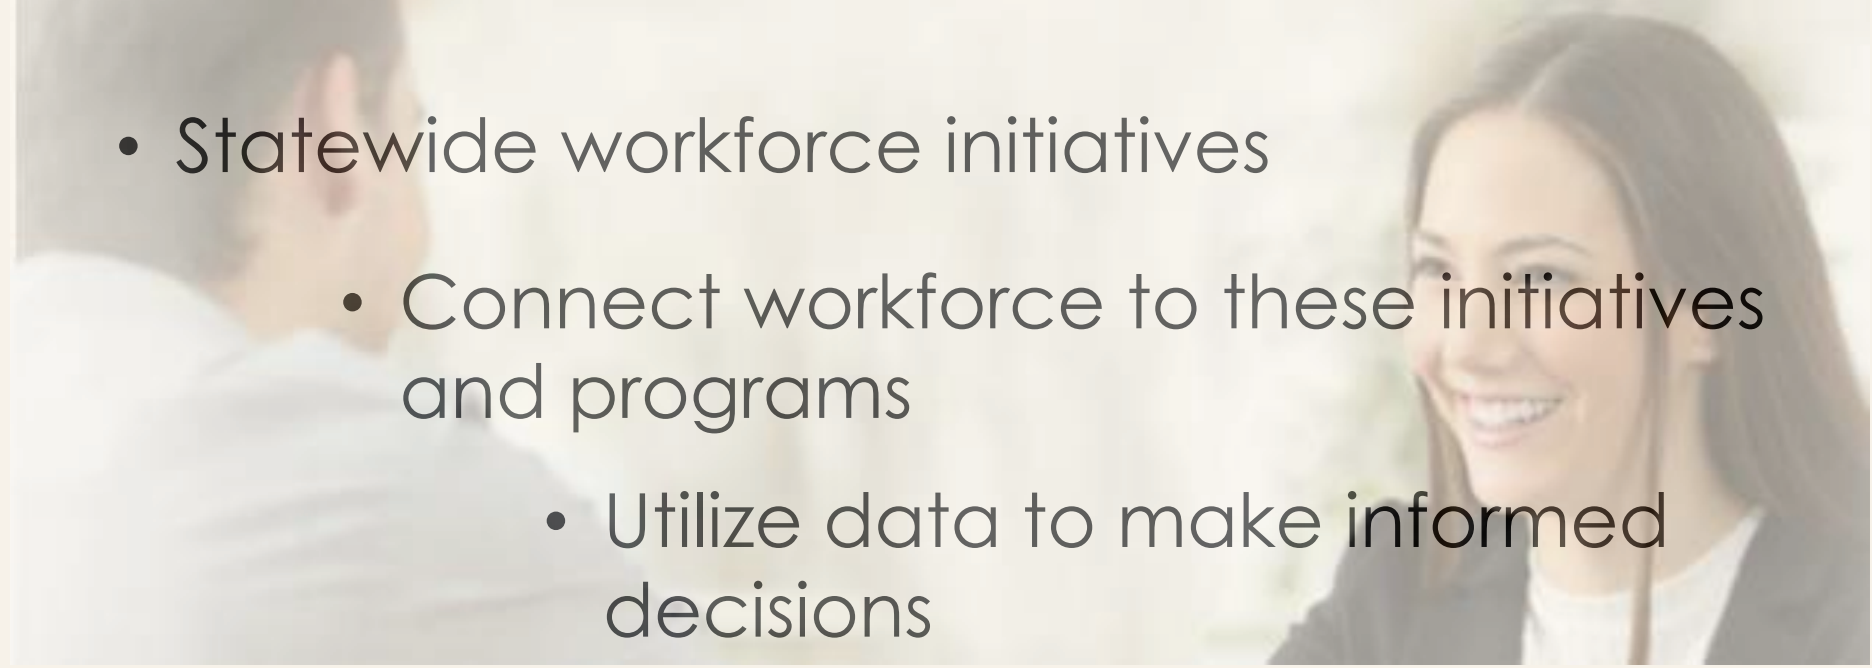 • Statewide workforce initiatives
• Connect workforce to these initiatives
and programs
• Utilize data to make informed
decisions